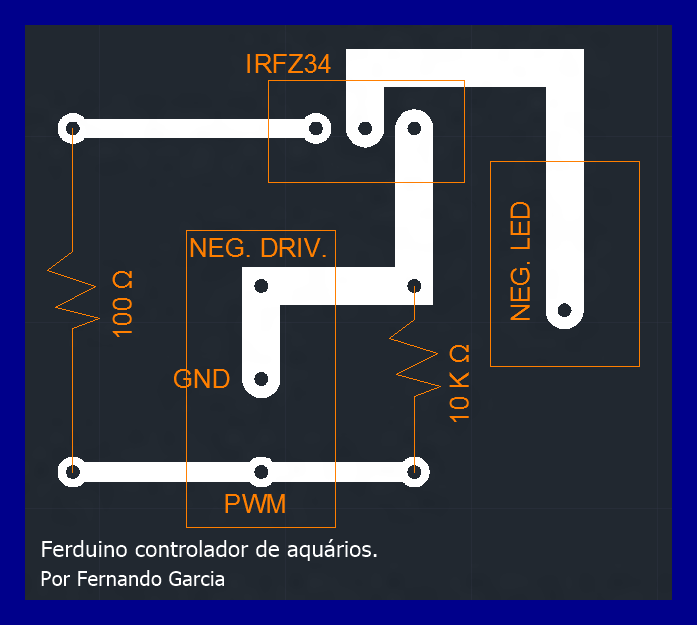 IRFZ34
NEG. DRIV.
NEG. LED
100 Ω
GND
10 K Ω
PWM
Ferduino controlador de aquários.
Por Fernando Garcia